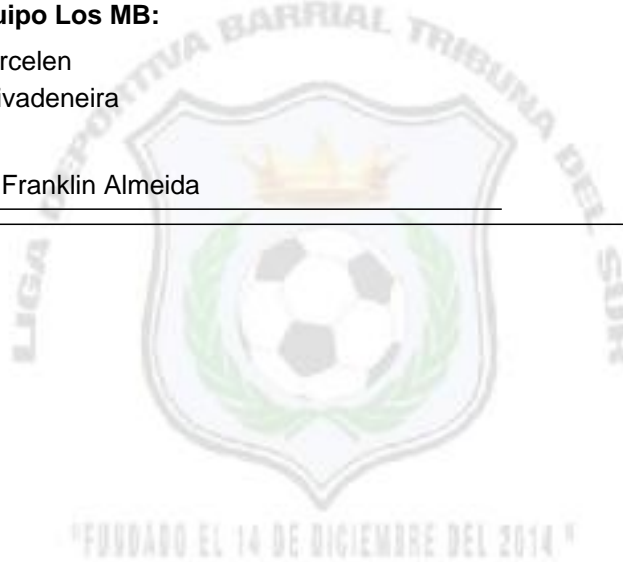 uipo Los MB:
rcelen
ivadeneira
Franklin Almeida
LIGA DEPORTIVA BARRIAL TRIBUNA DEL SUR
"FUNDADO EL 14 DE DICIEMBRE DEL 2014"